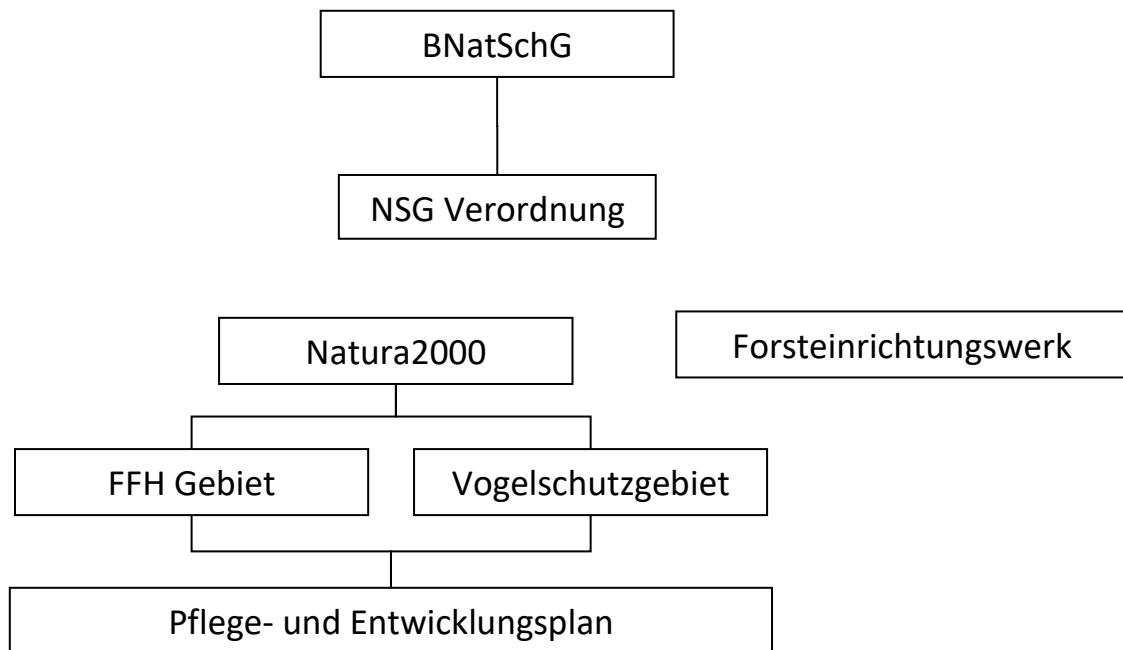 BNatSchG
NSG Verordnung
Natura2000
Forsteinrichtungswerk
FFH Gebiet
Vogelschutzgebiet
Pflege- und Entwicklungsplan